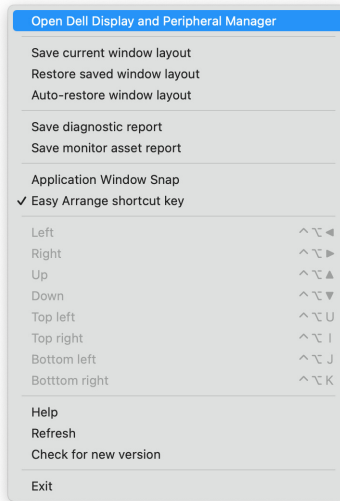 Open Dell Display and Peripheral Manager
Save current window layout
Restore saved window layout
Auto-restore window layout
Save diagnostic report
Save monitor asset report
Application Window Snap
✓ Easy Arrange shortcut key
Left ^⌥◀
Right ^⌥▶
Up ^⌥▲
Down ^⌥▼
Top left ^⌥U
Top right ^⌥I
Bottom left ^⌥J
Botttom right ^⌥K
Help
Refresh
Check for new version
Exit